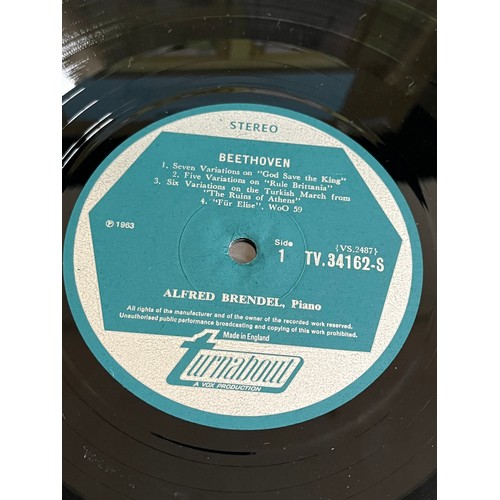 STEREO
BEETHOVEN
1. Seven Variations on "God Save the King"
2. Five Variations on "Rule Brittania"
3. Six Variations on the Turkish March from
"The Ruins of Athens"
4. "Für Elise", WoO 59
℗ 1963
Side
1
{VS.2487}
TV.34162-S
ALFRED BRENDEL, Piano
All rights of the manufacturer and of the owner of the recorded work reserved.
Unauthorised public performance broadcasting and copying of this work prohibited.
Made in England
turnabout
A VOX PRODUCTION